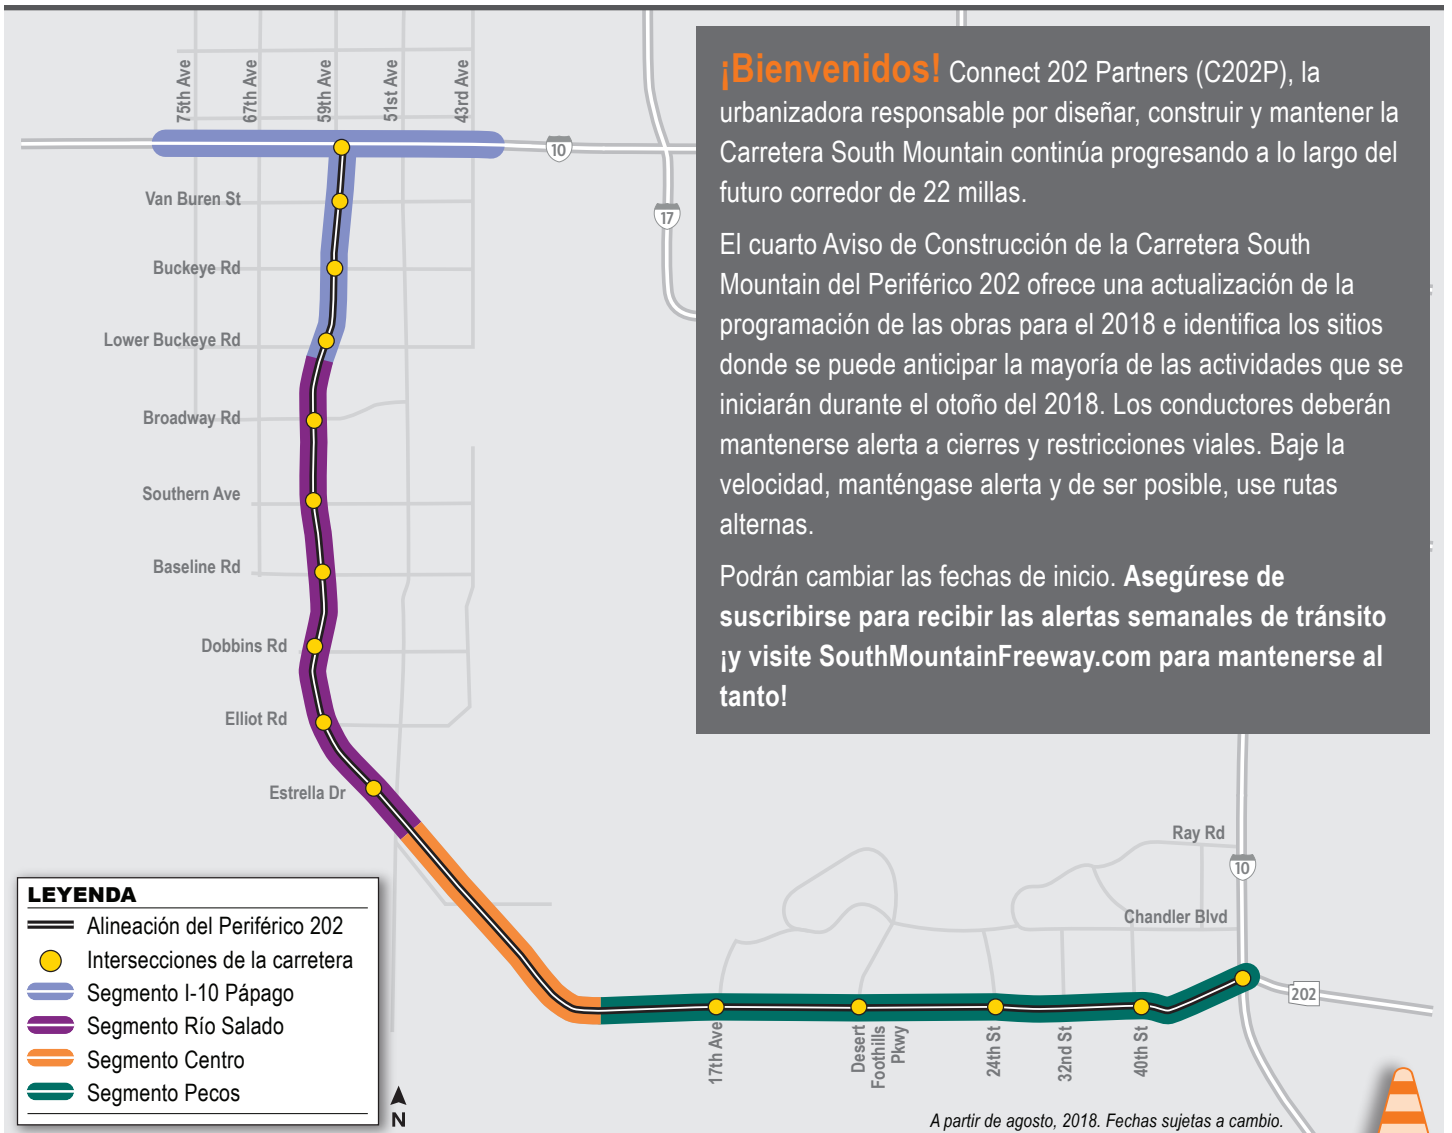 ¡Bienvenidos! Connect 202 Partners (C202P), la
urbanizadora responsable por diseñar, construir y mantener la
Carretera South Mountain continúa progresando a lo largo del
futuro corredor de 22 millas.
El cuarto Aviso de Construcción de la Carretera South
Mountain del Periférico 202 ofrece una actualización de la
programación de las obras para el 2018 e identifica los sitios
donde se puede anticipar la mayoría de las actividades que se
iniciarán durante el otoño del 2018. Los conductores deberán
mantenerse alerta a cierres y restricciones viales. Baje la
velocidad, manténgase alerta y de ser posible, use rutas
alternas.
Podrán cambiar las fechas de inicio. Asegúrese de
suscribirse para recibir las alertas semanales de tránsito
¡y visite SouthMountainFreeway.com para mantenerse al
tanto!
75th Ave
67th Ave
59th Ave
51st Ave
43rd Ave
10
17
Van Buren St
Buckeye Rd
Lower Buckeye Rd
Broadway Rd
Southern Ave
Baseline Rd
Dobbins Rd
Elliot Rd
Estrella Dr
Ray Rd
10
Chandler Blvd
202
17th Ave
Desert
Foothills
Pkwy
24th St
32nd St
40th St
LEYENDA
Alineación del Periférico 202
Intersecciones de la carretera
Segmento I-10 Pápago
Segmento Río Salado
Segmento Centro
Segmento Pecos
N
A partir de agosto, 2018. Fechas sujetas a cambio.